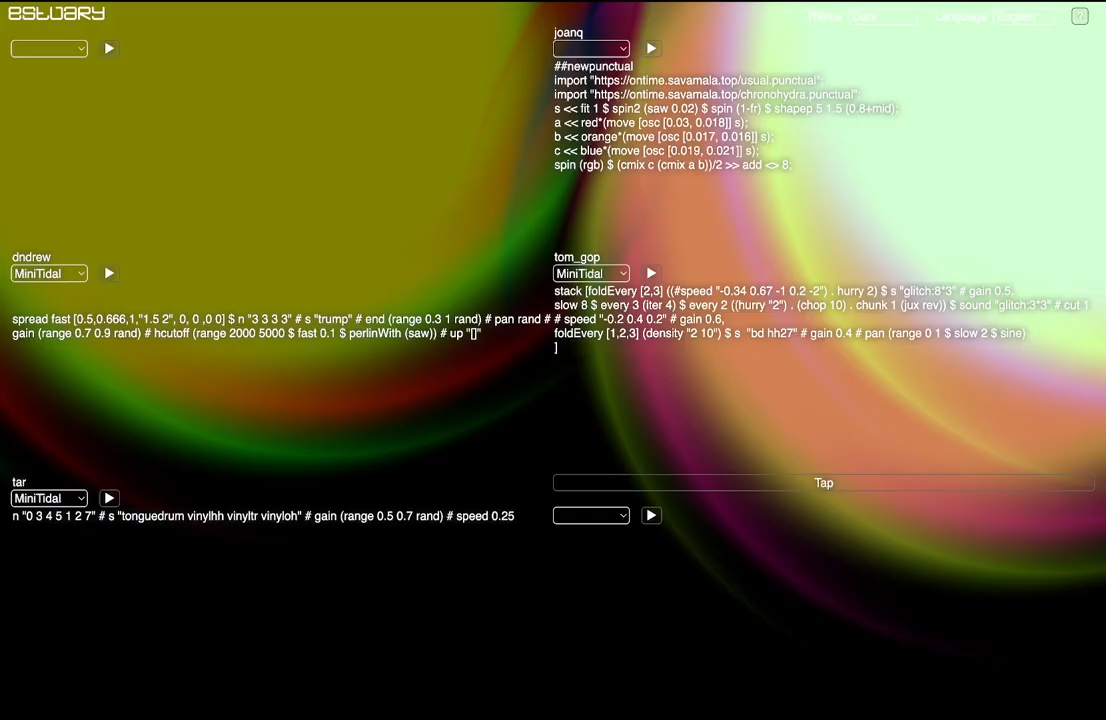 estuary
Theme Dark Language English ?
joanq
##newpunctual
import "https://ontime.savamala.top/usual.punctual";
import "https://ontime.savamala.top/chronohydra.punctual";
s << fit 1 $ spin2 (saw 0.02) $ spin (1-fr) $ shapep 5 1.5 (0.8+mid);
a << red*(move [osc [0.03, 0.018]] s);
b << orange*(move [osc [0.017, 0.016]] s);
c << blue*(move [osc [0.019, 0.021]] s);
spin (rgb) $ (cmix c (cmix a b))/2 >> add <> 8;
dndrew
MiniTidal
spread fast [0.5,0.666,1,"1.5 2", 0, 0 ,0 0] $ n "3 3 3 3" # s "trump" # end (range 0.3 1 rand) # pan rand #
gain (range 0.7 0.9 rand) # hcutoff (range 2000 5000 $ fast 0.1 $ perlinWith (saw)) # up "[]"
tom_gop
MiniTidal
stack [foldEvery [2,3] ((#speed "-0.34 0.67 -1 0.2 -2") . hurry 2) $ s "glitch:8*3" # gain 0.5,
slow 8 $ every 3 (iter 4) $ every 2 ((hurry "2") . (chop 10) . chunk 1 (jux rev)) $ sound "glitch:3*3" # cut 1
# speed "-0.2 0.4 0.2" # gain 0.6,
foldEvery [1,2,3] (density "2 10") $ s "bd hh27" # gain 0.4 # pan (range 0 1 $ slow 2 $ sine)
]
tar
MiniTidal
n "0 3 4 5 1 2 7" # s "tonguedrum vinylhh vinyltr vinyloh" # gain (range 0.5 0.7 rand) # speed 0.25
Tap